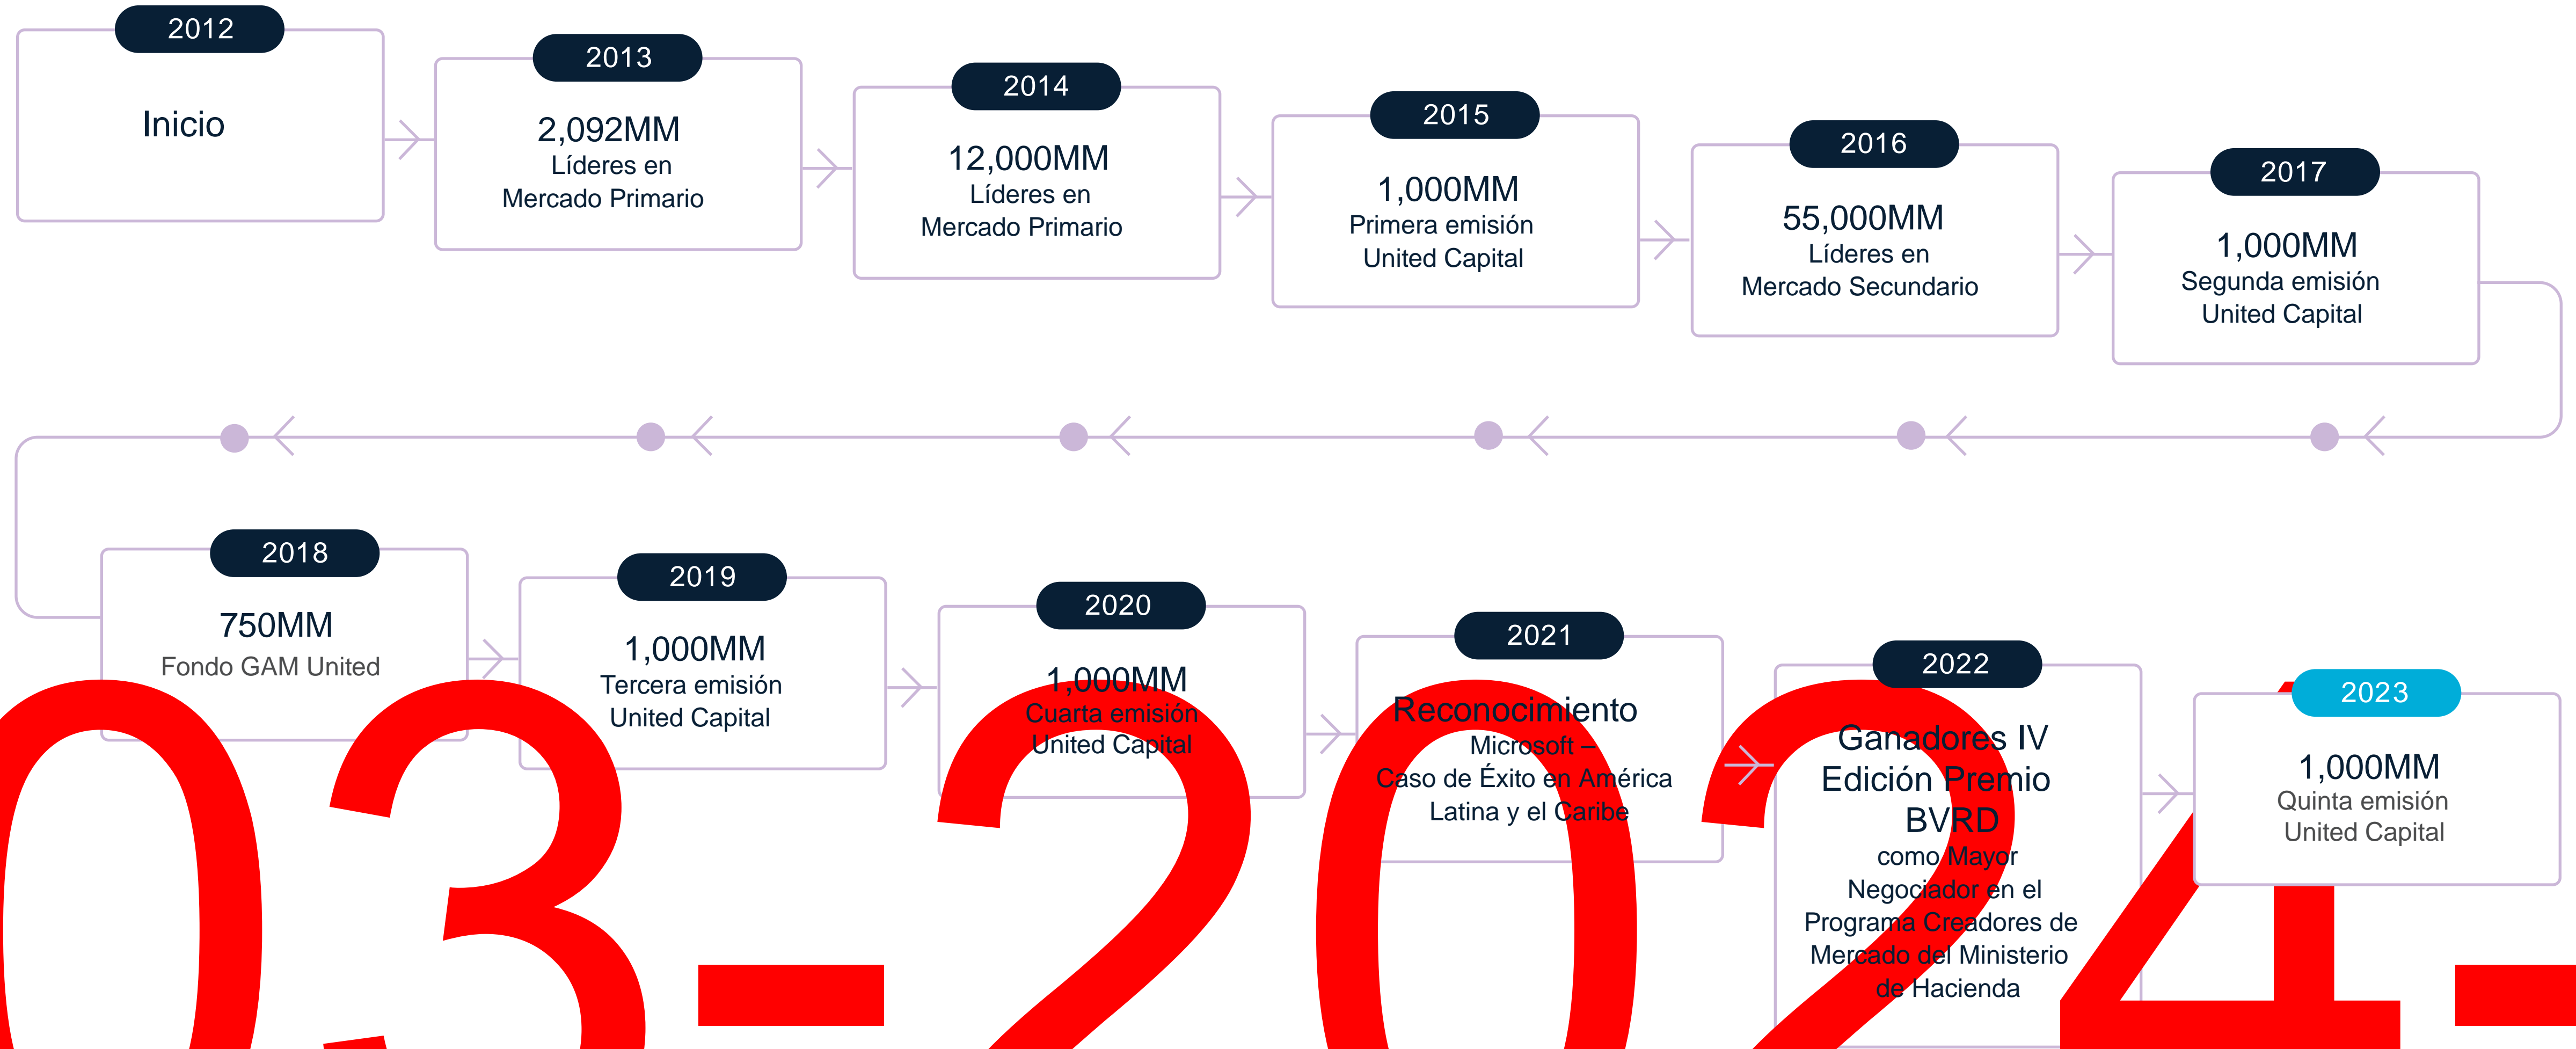 2012
Inicio
2013
2,092MM
Líderes en
Mercado Primario
2014
12,000MM
Líderes en
Mercado Primario
2015
1,000MM
Primera emisión
United Capital
2016
55,000MM
Líderes en
Mercado Secundario
2017
1,000MM
Segunda emisión
United Capital
2018
750MM
Fondo GAM United
2019
1,000MM
Tercera emisión
United Capital
2020
1,000MM
Cuarta emisión
United Capital
2021
Reconocimiento
Microsoft –
Caso de Éxito en América
Latina y el Caribe
2022
Ganadores IV
Edición Premio
BVRD
como Mayor
Negociador en el
Programa Creadores de
Mercado del Ministerio
de Hacienda
2023
1,000MM
Quinta emisión
United Capital
03-2024-